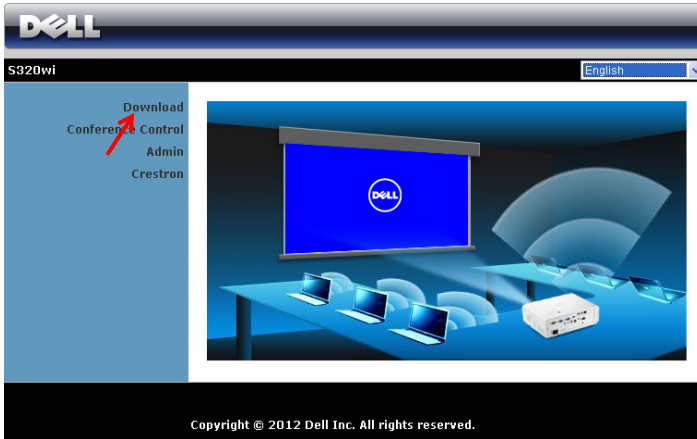 DELL
S320wi
English
Download
Conference Control
Admin
Crestron
DELL
Copyright © 2012 Dell Inc. All rights reserved.